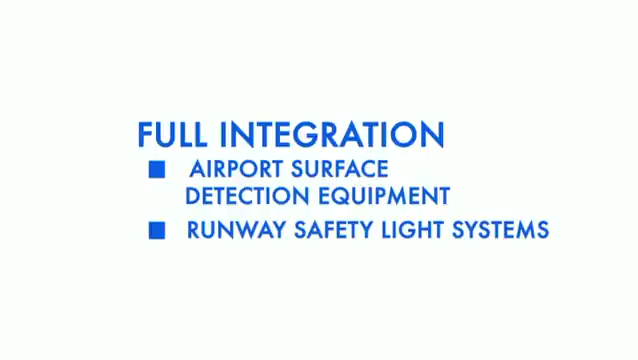 FULL INTEGRATION
■ AIRPORT SURFACE
DETECTION EQUIPMENT
■ RUNWAY SAFETY LIGHT SYSTEMS